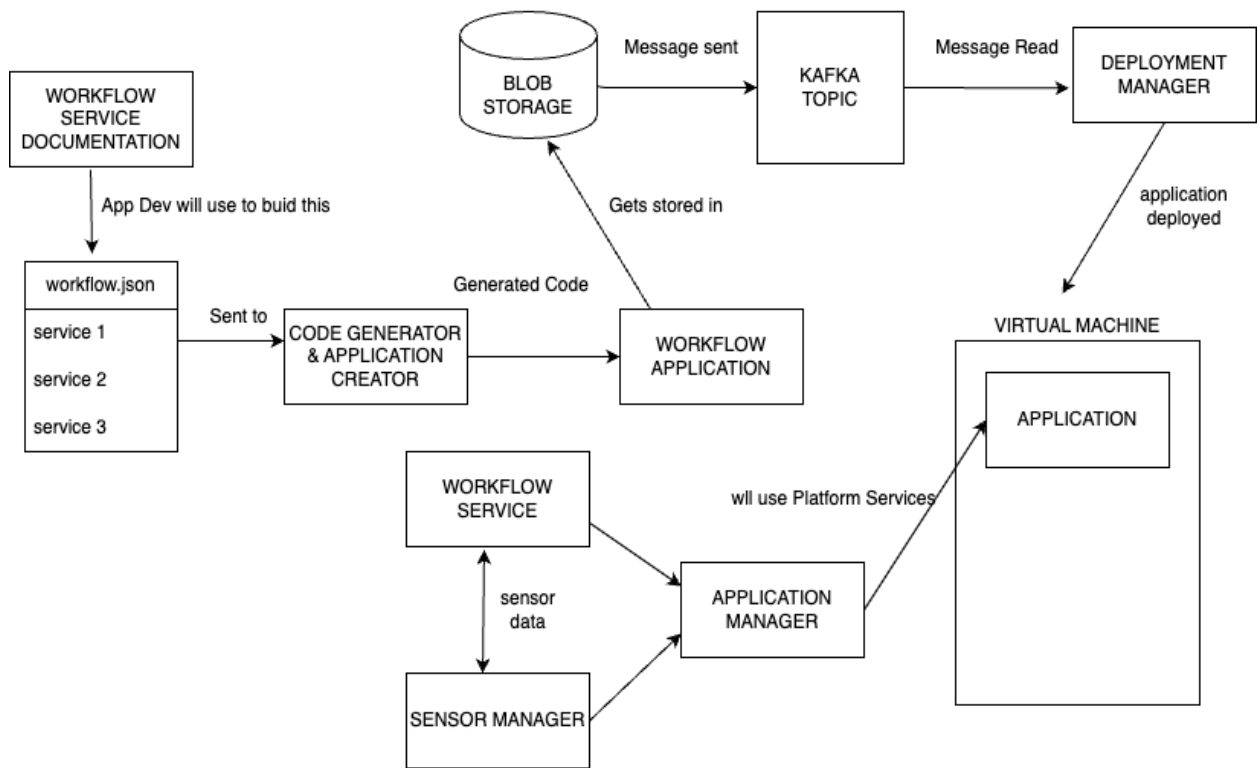 WORKFLOW
SERVICE
DOCUMENTATION
App Dev will use to buid this
workflow.json
service 1
service 2
service 3
Sent to
CODE GENERATOR
& APPLICATION
CREATOR
Generated Code
WORKFLOW
APPLICATION
Gets stored in
BLOB
STORAGE
Message sent
KAFKA
TOPIC
Message Read
DEPLOYMENT
MANAGER
application
deployed
VIRTUAL MACHINE
APPLICATION
WORKFLOW
SERVICE
sensor
data
SENSOR MANAGER
APPLICATION
MANAGER
wll use Platform Services